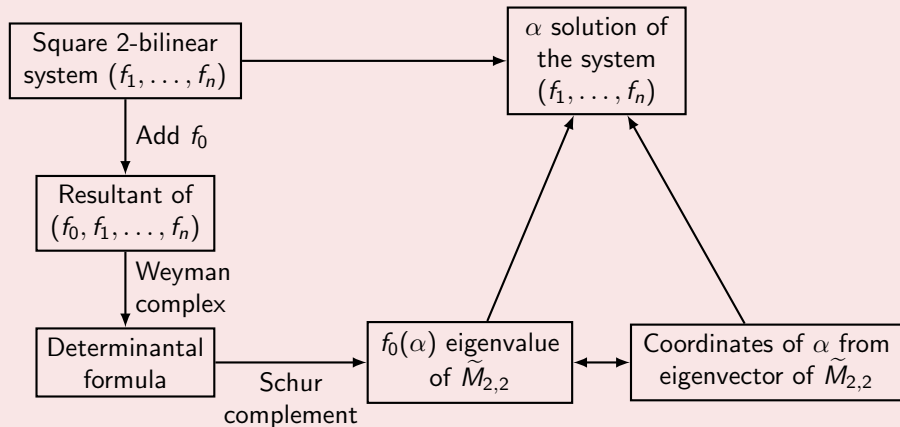 Square 2-bilinear
system (f₁, . . . , fₙ)
α solution of
the system
(f₁, . . . , fₙ)
Add f₀
Resultant of
(f₀, f₁, . . . , fₙ)
Weyman
complex
Determinantal
formula
Schur
complement
f₀(α) eigenvalue
of M̃₂,₂
Coordinates of α from
eigenvector of M̃₂,₂